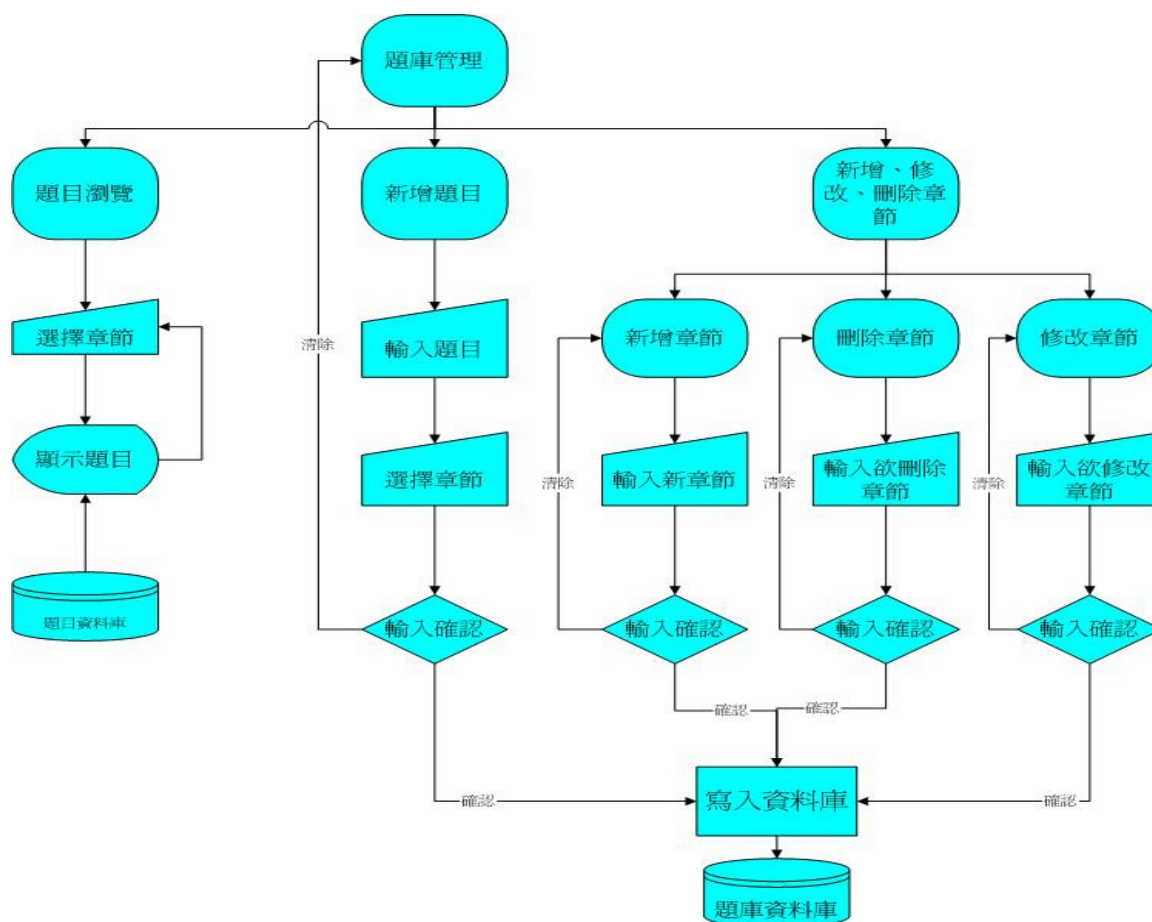 題庫管理
題目瀏覽
新增題目
新增、修
改、刪除章
節
選擇章節
輸入題目
清除
新增章節
刪除章節
修改章節
顯示題目
選擇章節
清除
輸入新章節
清除
輸入欲刪除
章節
清除
輸入欲修改
章節
題目資料庫
輸入確認
輸入確認
輸入確認
輸入確認
確認
確認
確認
寫入資料庫
確認
題庫資料庫